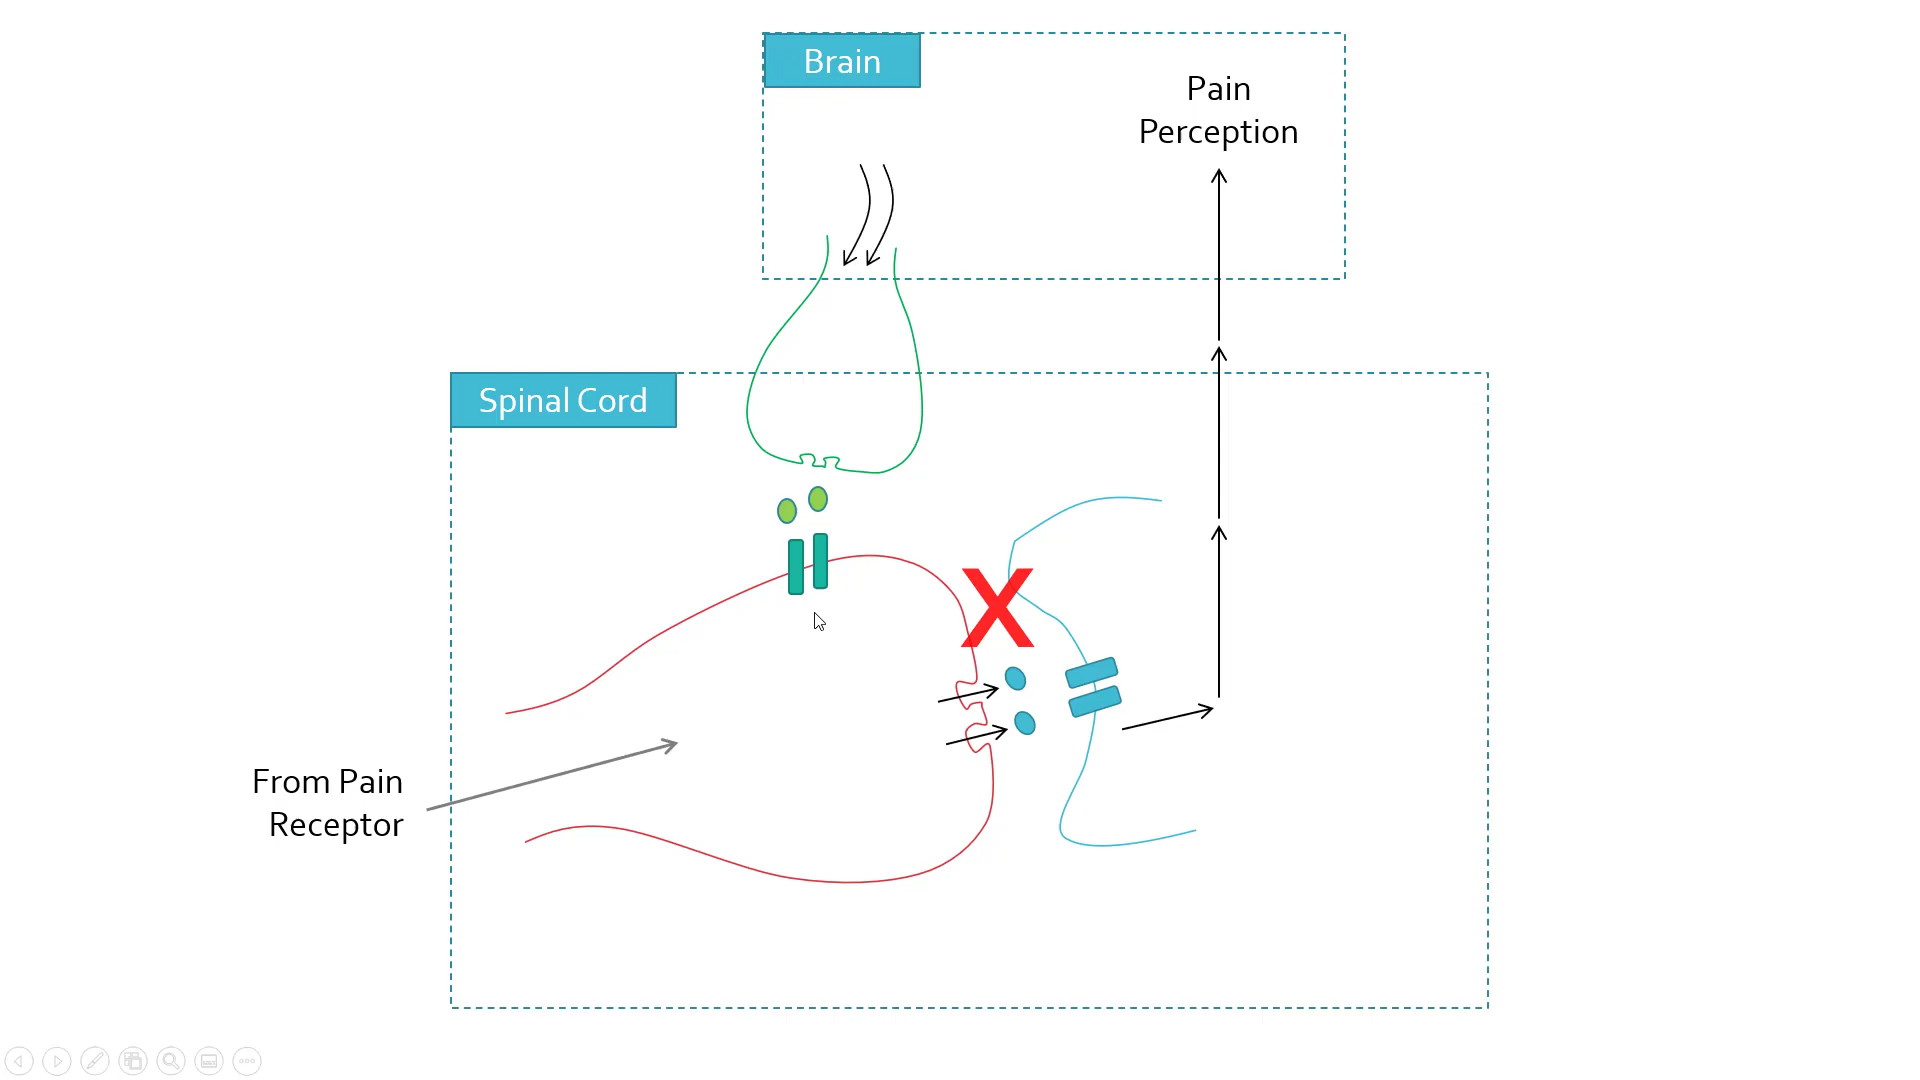 Brain
Pain
Perception
Spinal Cord
X
From Pain
Receptor